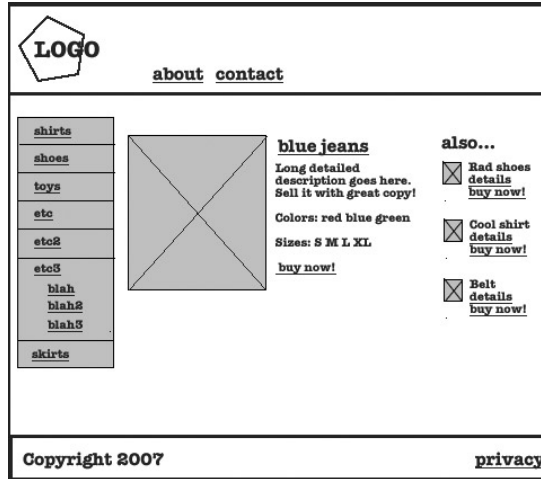 LOGO
about contact
shirts
shoes
toys
etc
etc2
etc3
blah
blah2
blah3
skirts
blue jeans
Long detailed
description goes here.
Sell it with great copy!
Colors: red blue green
Sizes: S M L XL
buy now!
also...
Rad shoes
details
buy now!
Cool shirt
details
buy now!
Belt
details
buy now!
Copyright 2007
privacy